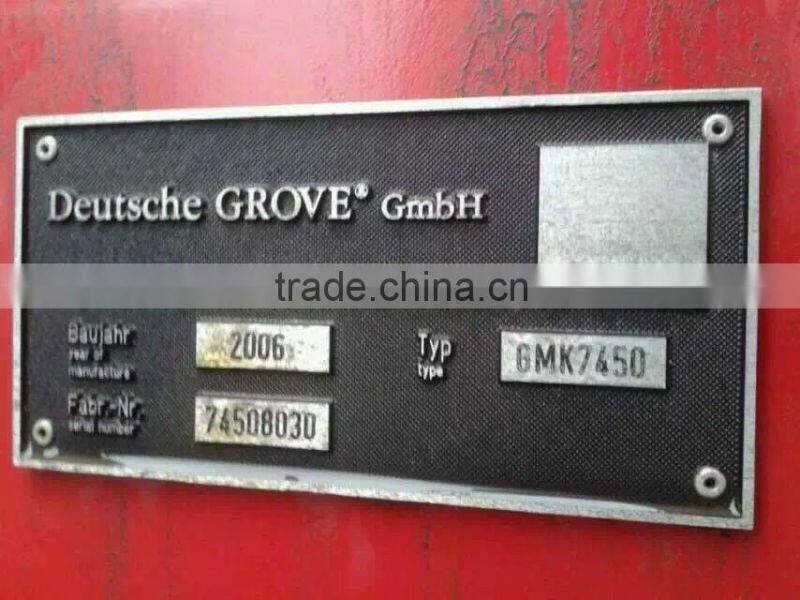 Deutsche GROVE® GmbH
trade.china.cn
Baujahr
year of
manufacture
2006
Typ
type
GMK7450
Fabr.-Nr.
serial number
74508030